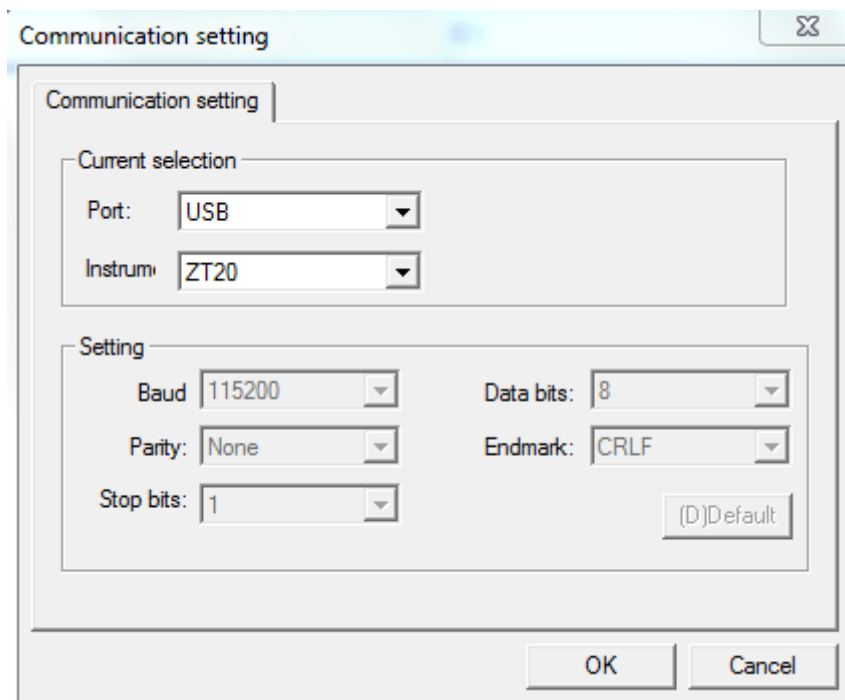 Communication setting
Communication setting
Current selection
Port: USB
Instrum ZT20
Setting
Baud 115200 Data bits: 8
Parity: None Endmark: CRLF
Stop bits: 1
(D)Default
OK Cancel